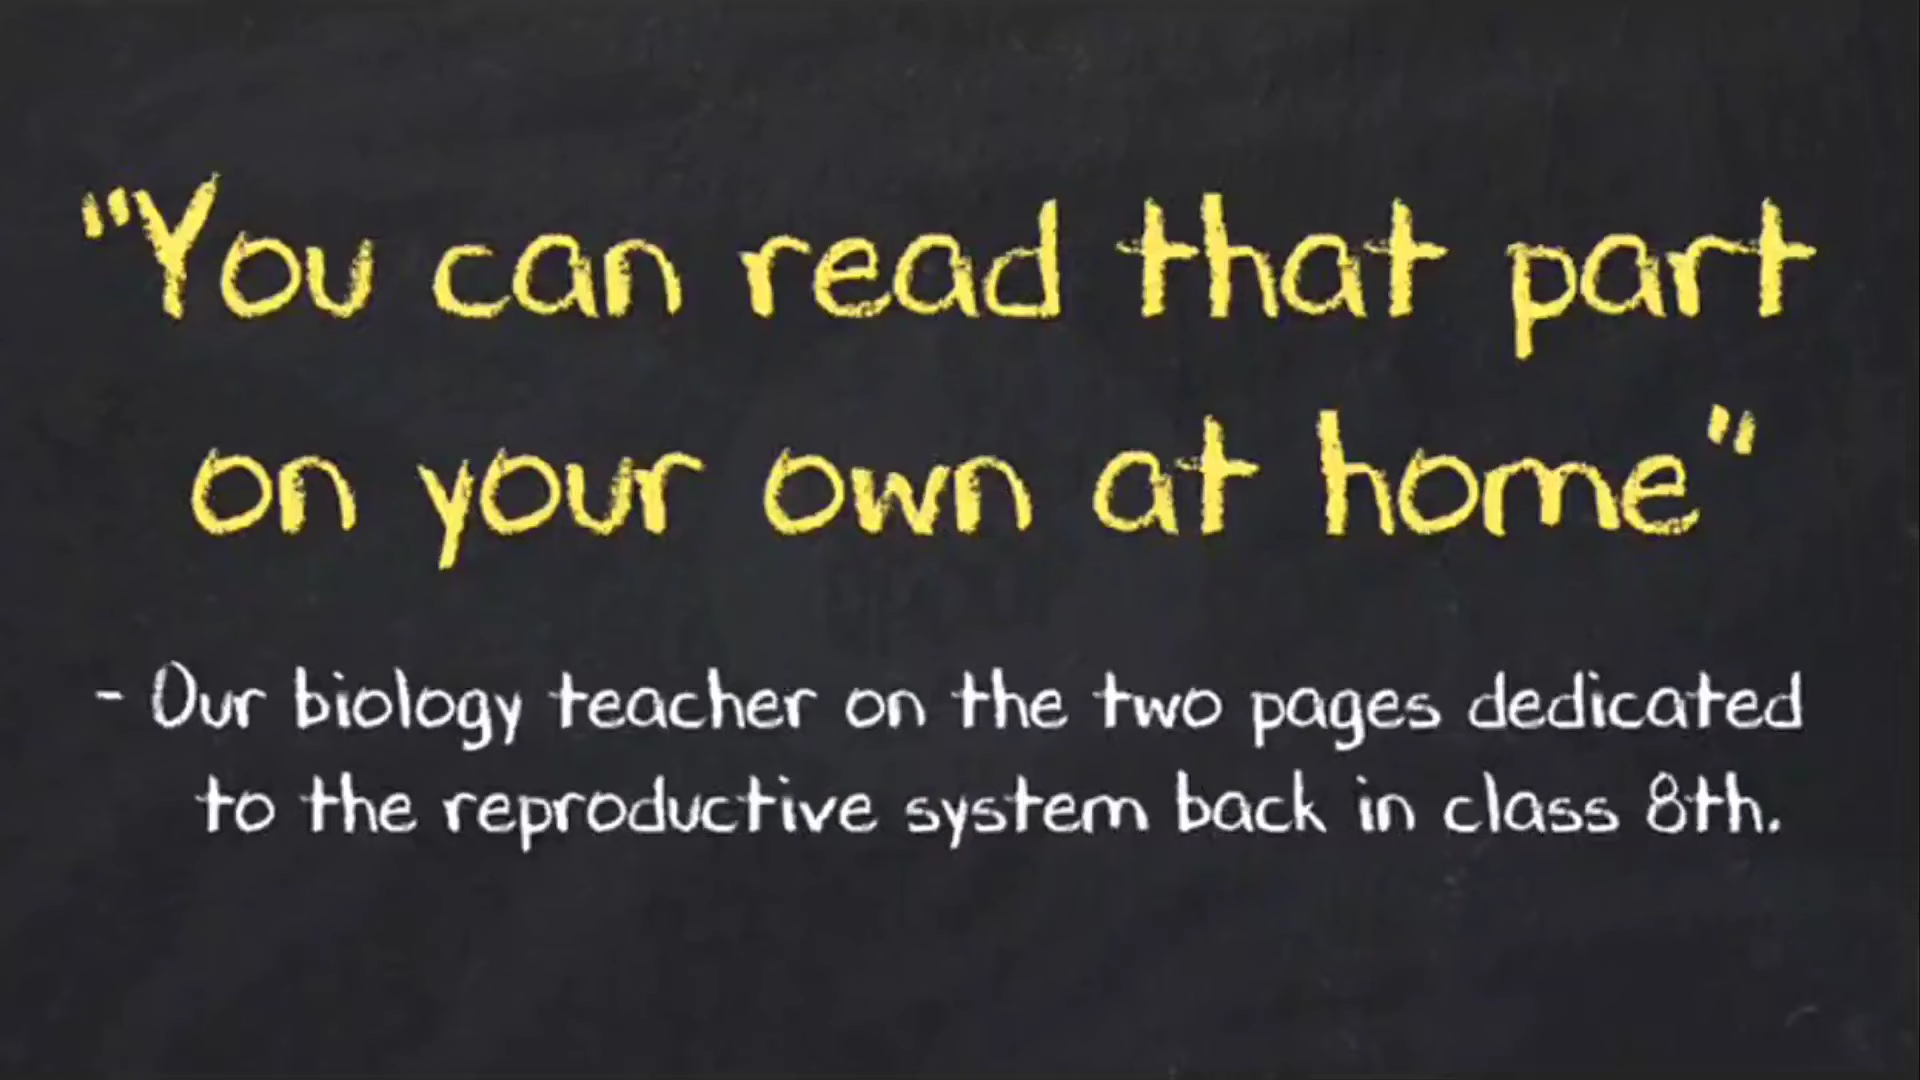 "You can read that part
on your own at home"
- Our biology teacher on the two pages dedicated
to the reproductive system back in class 8th.